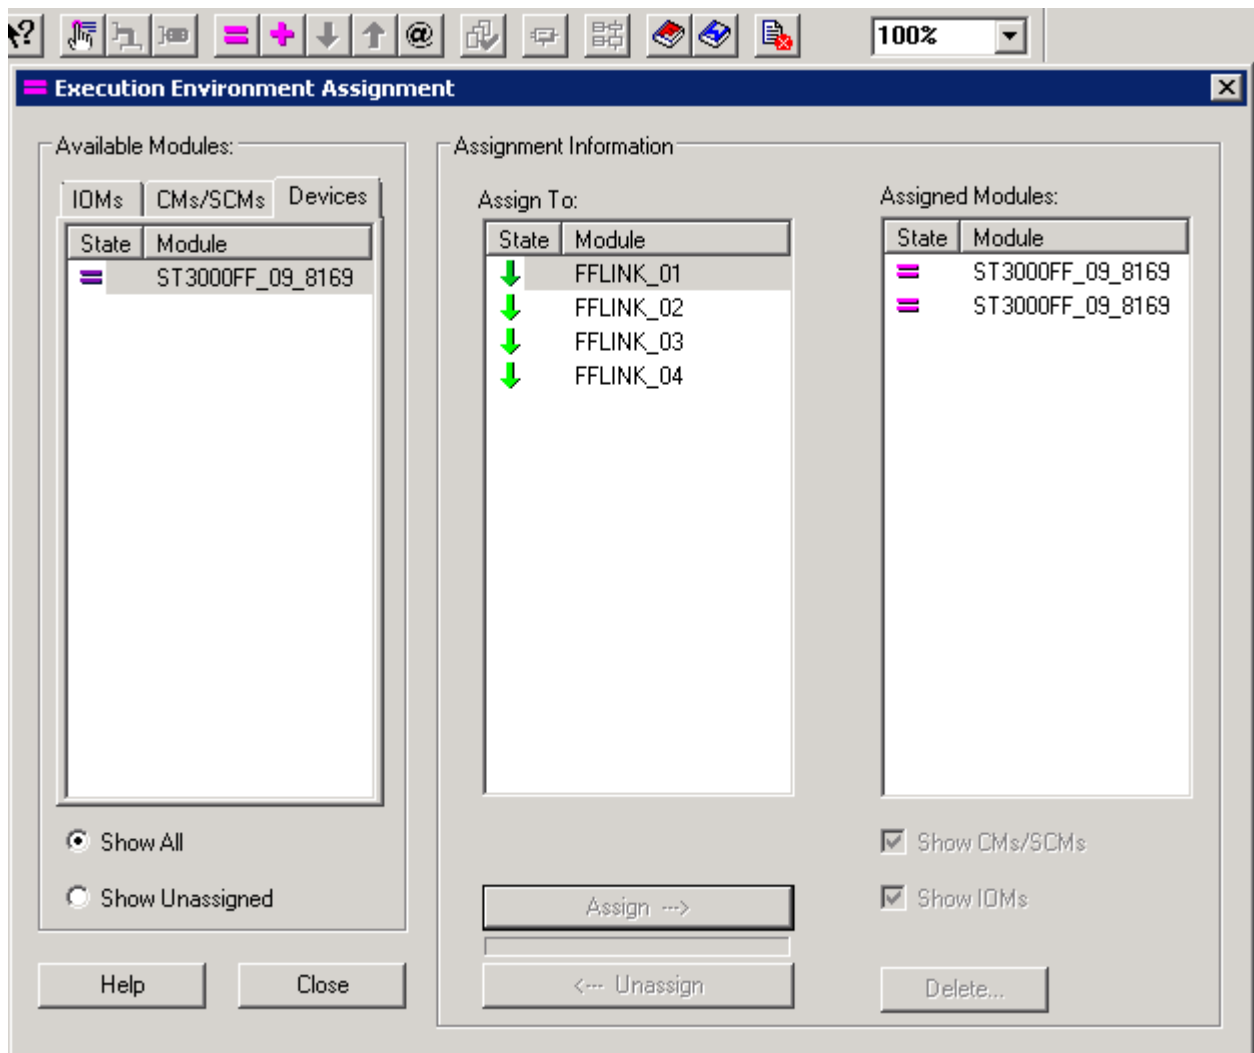 ?
@
100%
Execution Environment Assignment
Available Modules:
IOMs CMs/SCMs Devices
State Module
ST3000FF_09_8169
Show All
Show Unassigned
Help Close
Assignment Information
Assign To:
State Module
FFLINK_01
FFLINK_02
FFLINK_03
FFLINK_04
Assign --->
<--- Unassign
Assigned Modules:
State Module
ST3000FF_09_8169
ST3000FF_09_8169
Show CMs/SCMs
Show IOMs
Delete...